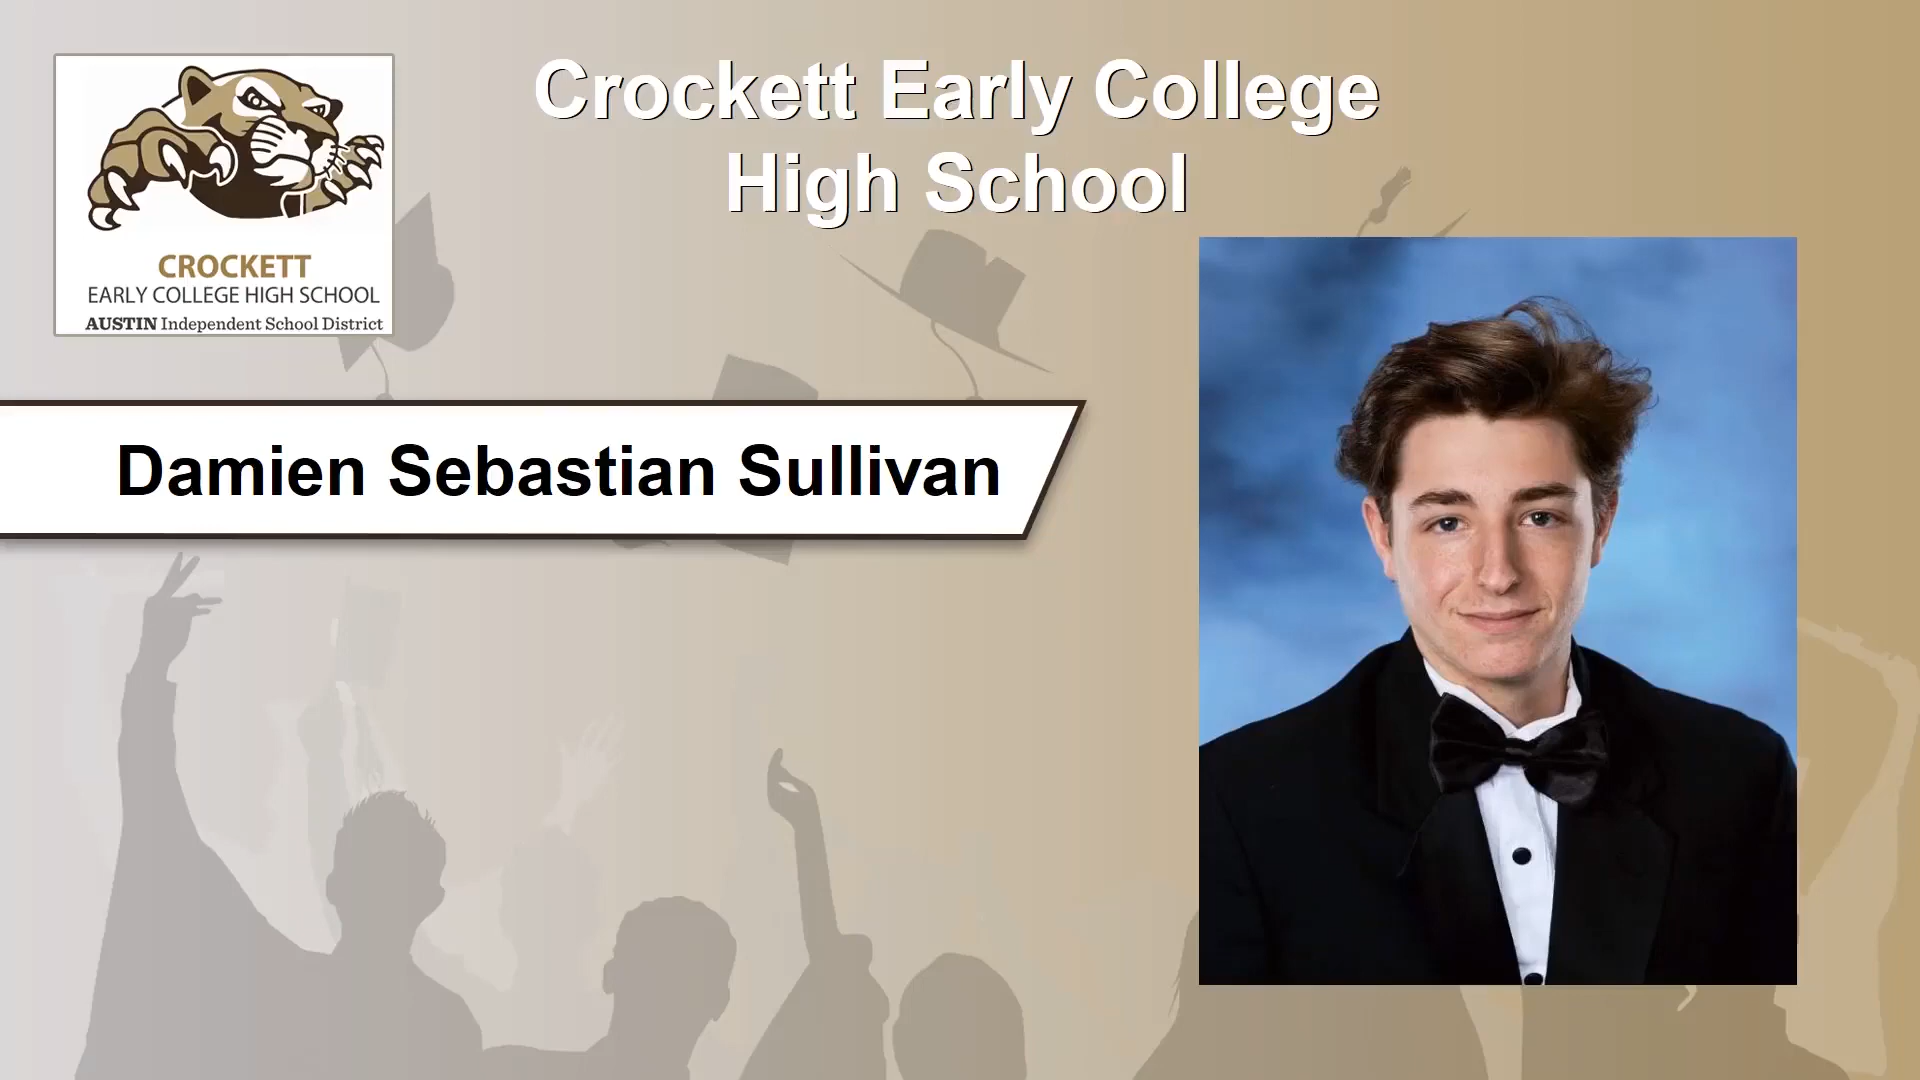 Crockett Early College
High School
CROCKETT
EARLY COLLEGE HIGH SCHOOL
AUSTIN Independent School District
Damien Sebastian Sullivan